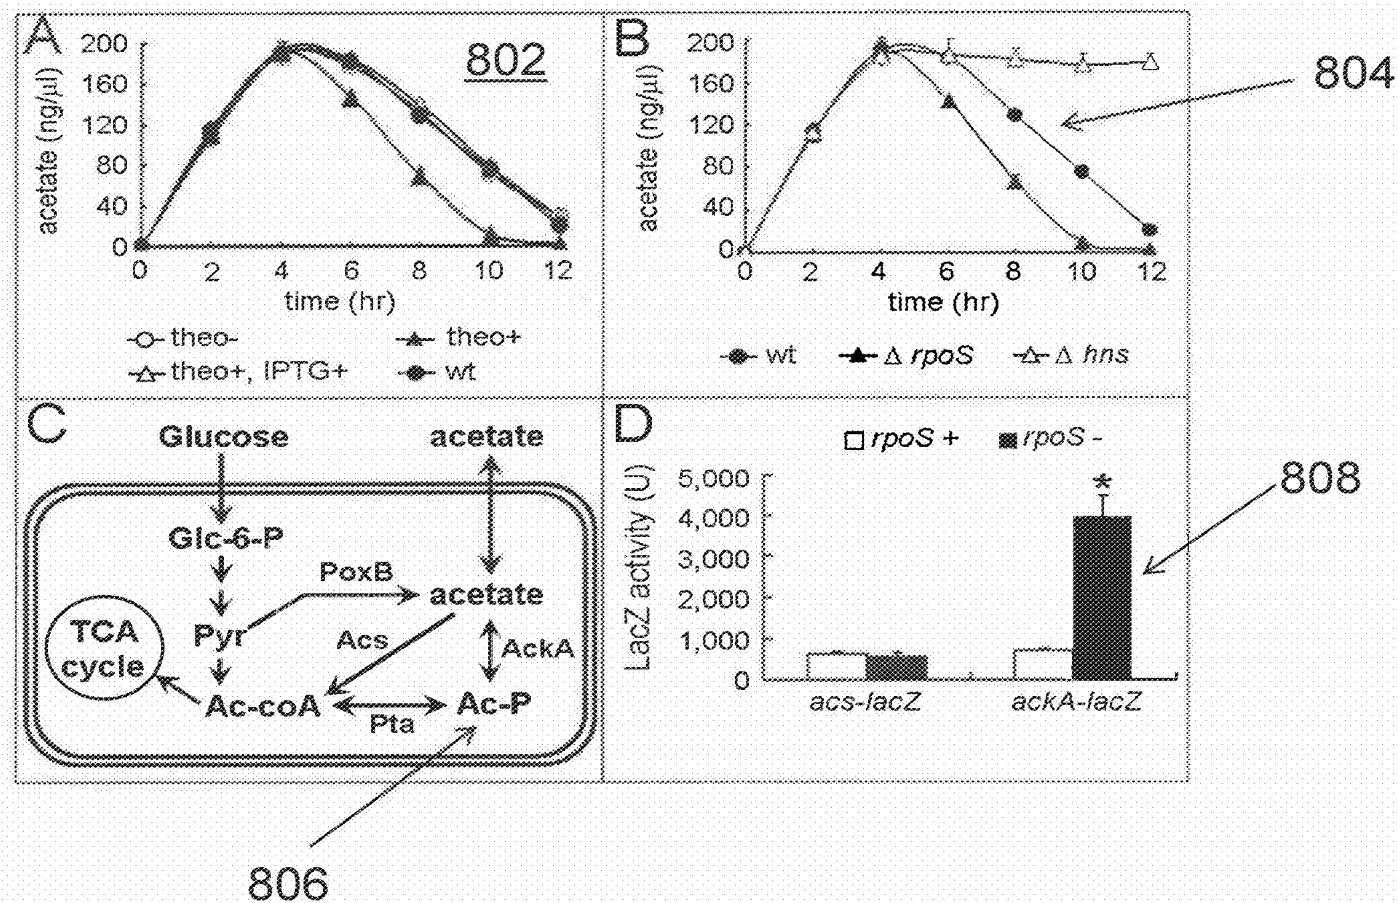 A
802
acetate (ng/µl)
200
160
120
80
40
0
0 2 4 6 8 10 12
time (hr)
theo- theo+
theo+, IPTG+ wt
B
804
acetate (ng/µl)
200
160
120
80
40
0
0 2 4 6 8 10 12
time (hr)
wt Δ rpoS Δ hns
C
Glucose acetate
Glc-6-P
PoxB
acetate
TCA
cycle
Pyr
Acs
AckA
Ac-coA
Pta
Ac-P
806
D
rpoS + rpoS -
LacZ activity (U)
5,000
4,000
3,000
2,000
1,000
0
*
acs-lacZ ackA-lacZ
808